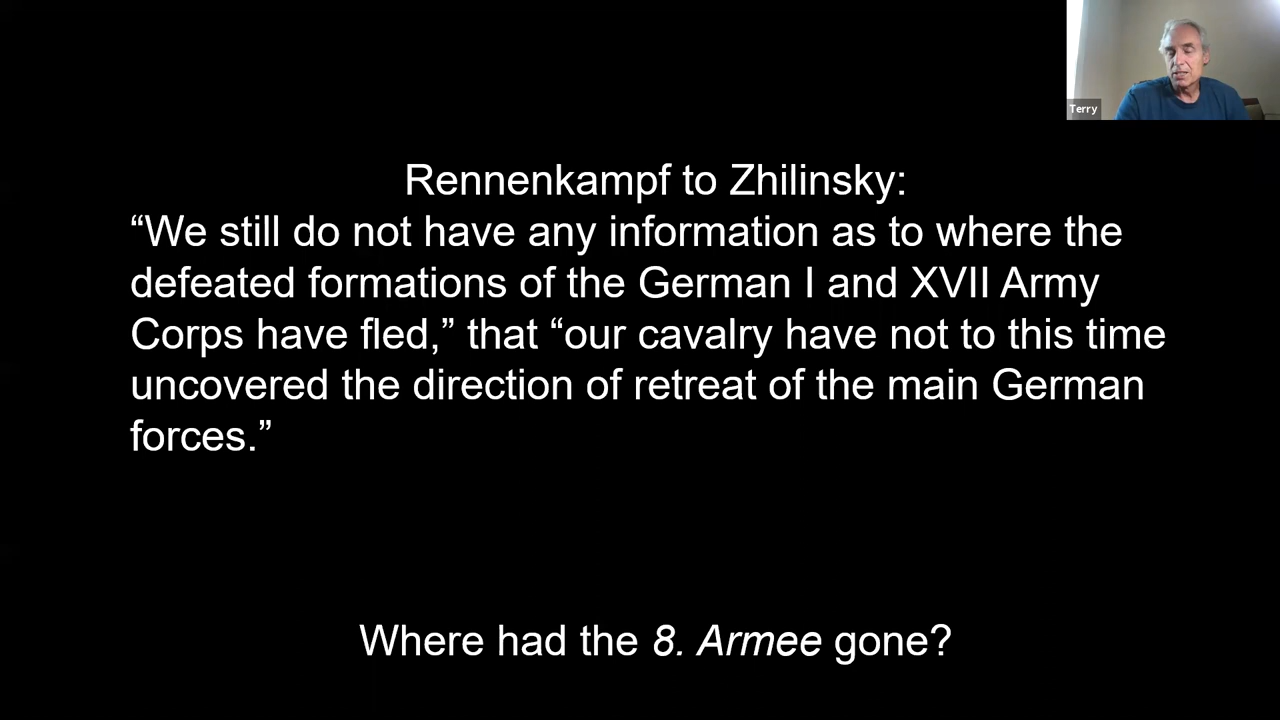 Terry
Rennenkampf to Zhilinsky:
“We still do not have any information as to where the
defeated formations of the German I and XVII Army
Corps have fled,” that “our cavalry have not to this time
uncovered the direction of retreat of the main German
forces.”
Where had the 8. Armee gone?